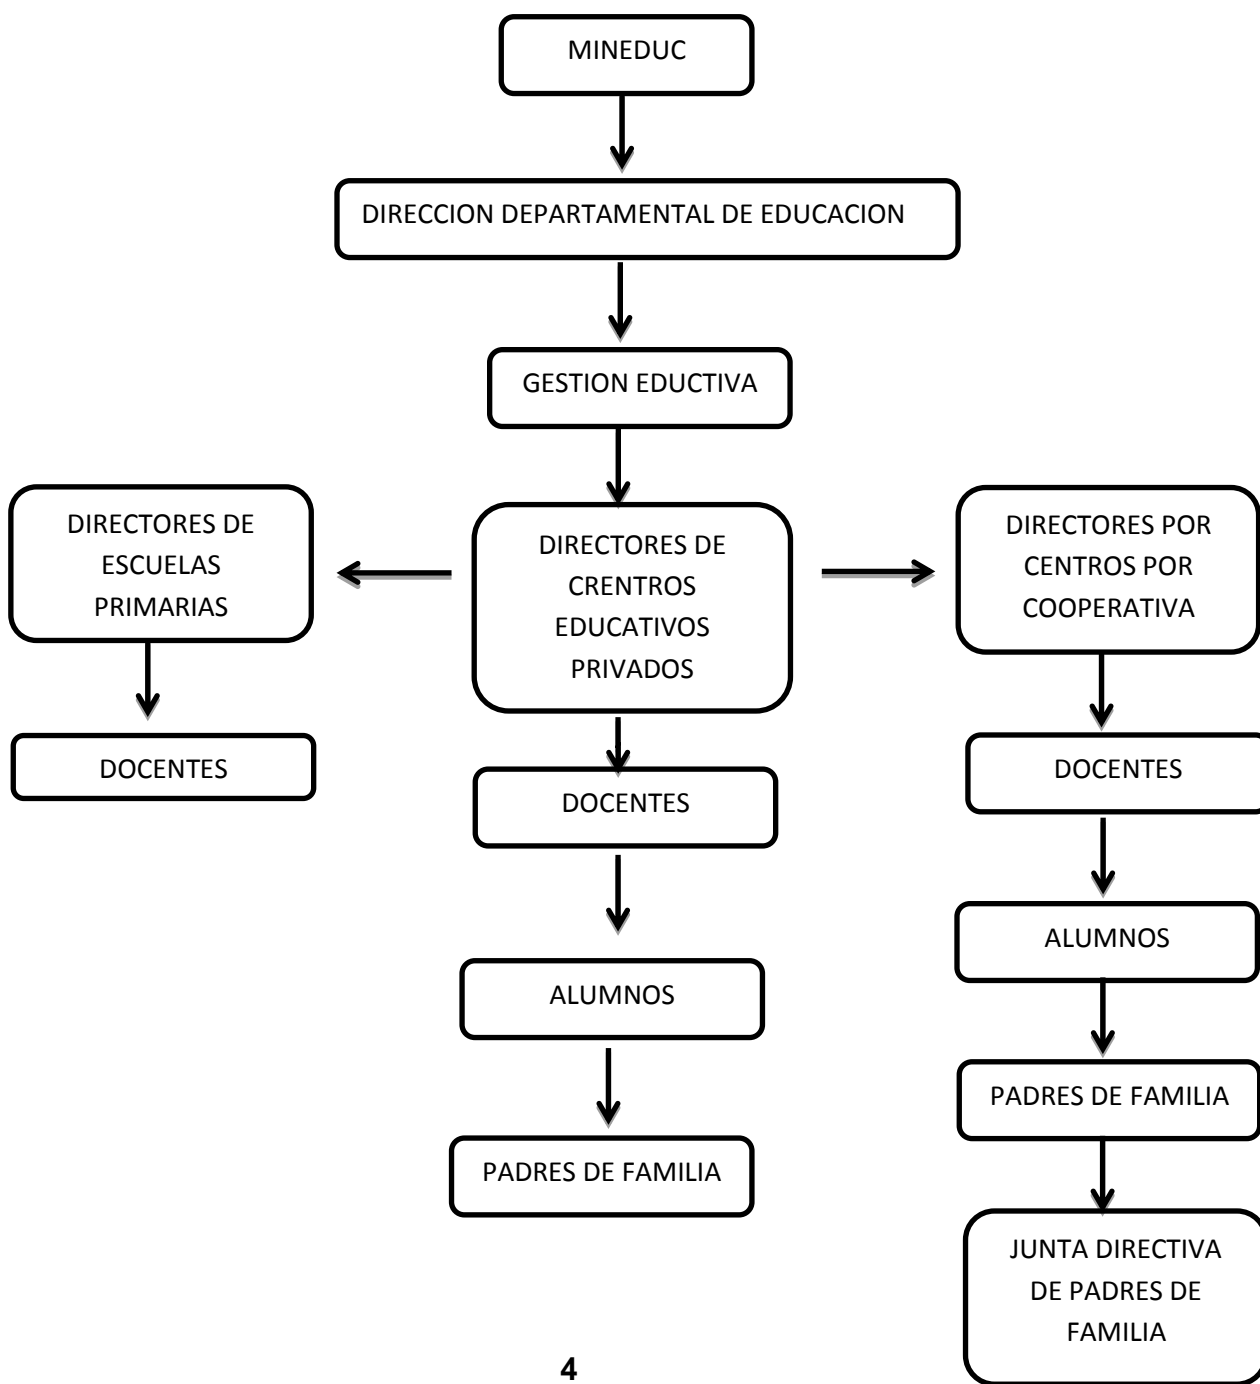 MINEDUC
DIRECCION DEPARTAMENTAL DE EDUCACION
GESTION EDUCTIVA
DIRECTORES DE
ESCUELAS
PRIMARIAS
DOCENTES
DIRECTORES DE
CRENTROS
EDUCATIVOS
PRIVADOS
DOCENTES
ALUMNOS
PADRES DE FAMILIA
DIRECTORES POR
CENTROS POR
COOPERATIVA
DOCENTES
ALUMNOS
PADRES DE FAMILIA
JUNTA DIRECTIVA
DE PADRES DE
FAMILIA
4